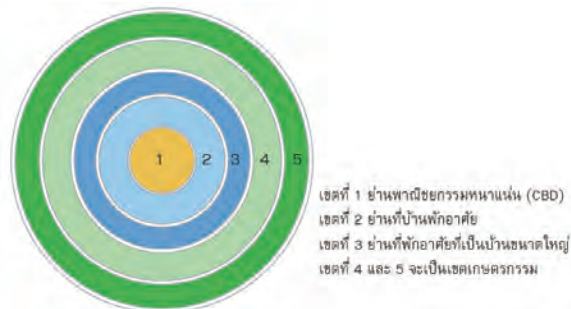 1 2 3 4 5
เขตที่ 1 ย่านพาณิชยกรรมหนาแน่น (CBD)
เขตที่ 2 ย่านที่บ้านพักอาศัย
เขตที่ 3 ย่านที่พักอาศัยที่เป็นบ้านขนาดใหญ่
เขตที่ 4 และ 5 จะเป็นเขตเกษตรกรรม